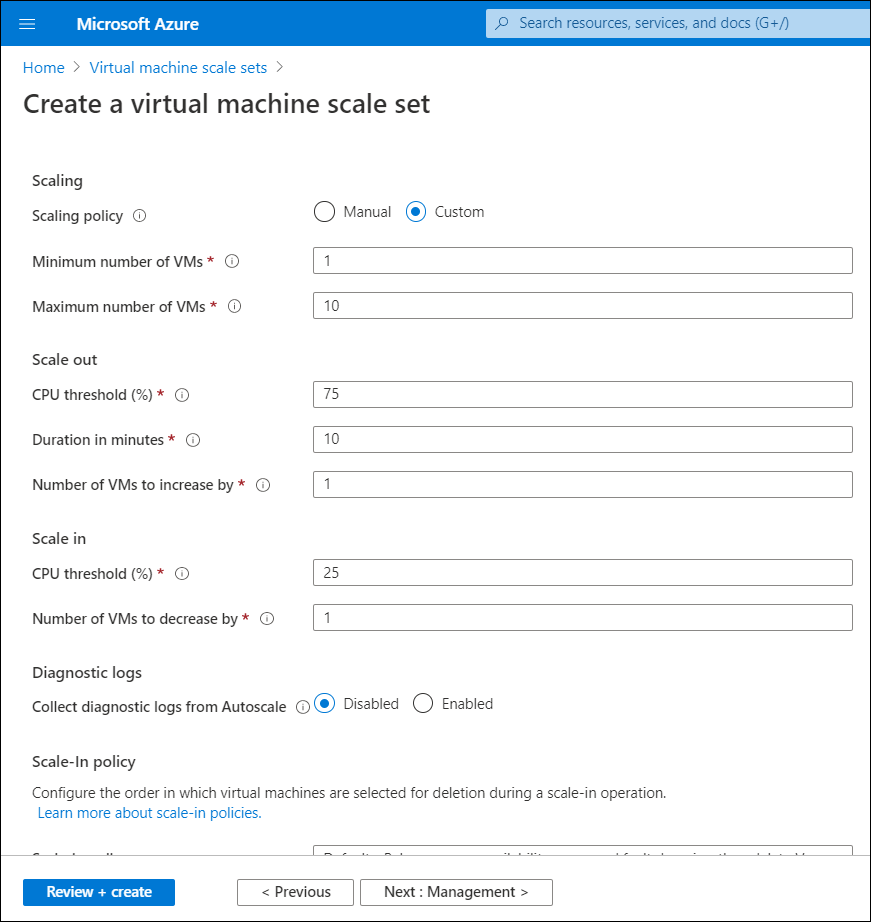 Microsoft Azure
Search resources, services, and docs (G+/)
Home > Virtual machine scale sets >
Create a virtual machine scale set
Scaling
Scaling policy
Manual Custom
Minimum number of VMs *
1
Maximum number of VMs *
10
Scale out
CPU threshold (%) *
75
Duration in minutes *
10
Number of VMs to increase by *
1
Scale in
CPU threshold (%) *
25
Number of VMs to decrease by *
1
Diagnostic logs
Collect diagnostic logs from Autoscale
Disabled Enabled
Scale-In policy
Configure the order in which virtual machines are selected for deletion during a scale-in operation.
Learn more about scale-in policies.
Review + create
< Previous
Next : Management >